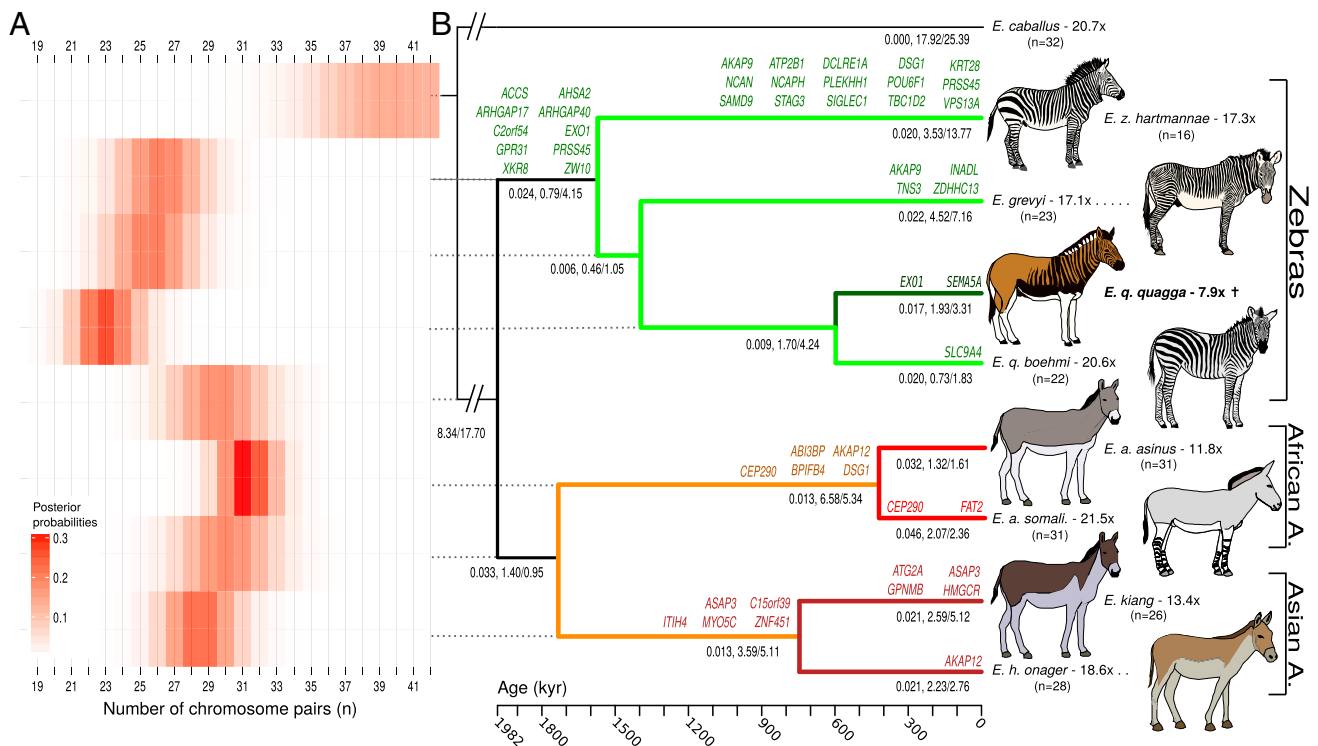 A
19 21 23 25 27 29 31 33 35 37 39 41
Posterior
probabilities
0.3
0.2
0.1
19 21 23 25 27 29 31 33 35 37 39 41
Number of chromosome pairs (n)
B
E. caballus - 20.7x
(n=32)
0.000, 17.92/25.39
AKAP9 ATP2B1 DCLRE1A DSG1 KRT28
NCAN NCAPH PLEKHH1 POU6F1 PRSS45
SAMD9 STAG3 SIGLEC1 TBC1D2 VPS13A
0.020, 3.53/13.77
E. z. hartmannae - 17.3x
(n=16)
ACCS AHSA2
ARHGAP17 ARHGAP40
C2orf54 EXO1
GPR31 PRSS45
XKR8 ZW10
0.024, 0.79/4.15
AKAP9 INADL
TNS3 ZDHHC13
0.022, 4.52/7.16
E. grevyi - 17.1x . . . . .
(n=23)
0.006, 0.46/1.05
EXO1 SEMA5A
0.017, 1.93/3.31
E. q. quagga - 7.9x †
0.009, 1.70/4.24
SLC9A4
0.020, 0.73/1.83
E. q. boehmi - 20.6x
(n=22)
Zebras
8.34/17.70
ABI3BP AKAP12
CEP290 BPIFB4 DSG1
0.013, 6.58/5.34
0.032, 1.32/1.61
E. a. asinus - 11.8x
(n=31)
CEP290 FAT2
0.046, 2.07/2.36
E. a. somali. - 21.5x
(n=31)
African A.
0.033, 1.40/0.95
ATG2A ASAP3
GPNMB HMGCR
0.021, 2.59/5.12
E. kiang - 13.4x
(n=26)
ASAP3 C15orf39
ITIH4 MYO5C ZNF451
0.013, 3.59/5.11
AKAP12
0.021, 2.23/2.76
E. h. onager - 18.6x . .
(n=28)
Asian A.
Age (kyr)
1982 1800 1500 1200 900 600 300 0